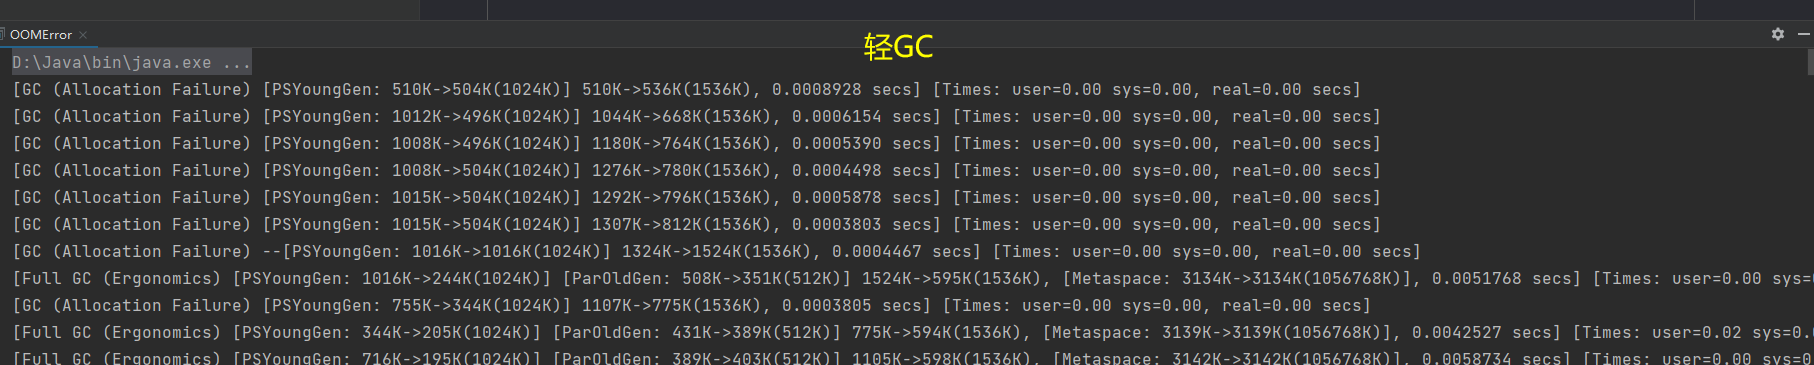 OOMError
轻GC
D:\Java\bin\java.exe ...
[GC (Allocation Failure) [PSYoungGen: 510K->504K(1024K)] 510K->536K(1536K), 0.0008928 secs] [Times: user=0.00 sys=0.00, real=0.00 secs]
[GC (Allocation Failure) [PSYoungGen: 1012K->496K(1024K)] 1044K->668K(1536K), 0.0006154 secs] [Times: user=0.00 sys=0.00, real=0.00 secs]
[GC (Allocation Failure) [PSYoungGen: 1008K->496K(1024K)] 1180K->764K(1536K), 0.0005390 secs] [Times: user=0.00 sys=0.00, real=0.00 secs]
[GC (Allocation Failure) [PSYoungGen: 1008K->504K(1024K)] 1276K->780K(1536K), 0.0004498 secs] [Times: user=0.00 sys=0.00, real=0.00 secs]
[GC (Allocation Failure) [PSYoungGen: 1015K->504K(1024K)] 1292K->796K(1536K), 0.0005878 secs] [Times: user=0.00 sys=0.00, real=0.00 secs]
[GC (Allocation Failure) [PSYoungGen: 1015K->504K(1024K)] 1307K->812K(1536K), 0.0003803 secs] [Times: user=0.00 sys=0.00, real=0.00 secs]
[GC (Allocation Failure) --[PSYoungGen: 1016K->1016K(1024K)] 1324K->1524K(1536K), 0.0004467 secs] [Times: user=0.00 sys=0.00, real=0.00 secs]
[Full GC (Ergonomics) [PSYoungGen: 1016K->244K(1024K)] [ParOldGen: 508K->351K(512K)] 1524K->595K(1536K), [Metaspace: 3134K->3134K(1056768K)], 0.0051768 secs] [Times: user=0
[GC (Allocation Failure) [PSYoungGen: 755K->344K(1024K)] 1107K->775K(1536K), 0.0003805 secs] [Times: user=0.00 sys=0.00, real=0.00 secs]
[Full GC (Ergonomics) [PSYoungGen: 344K->205K(1024K)] [ParOldGen: 431K->389K(512K)] 775K->594K(1536K), [Metaspace: 3139K->3139K(1056768K)], 0.0042527 secs] [Times: user=0.02 sys=0.
[Full GC (Ergonomics) [PSYoungGen: 716K->195K(1024K)] [ParOldGen: 389K->403K(512K)] 1105K->598K(1536K), [Metaspace: 3142K->3142K(1056768K)], 0.0058734 secs] [Times: user=0.00 sys=0